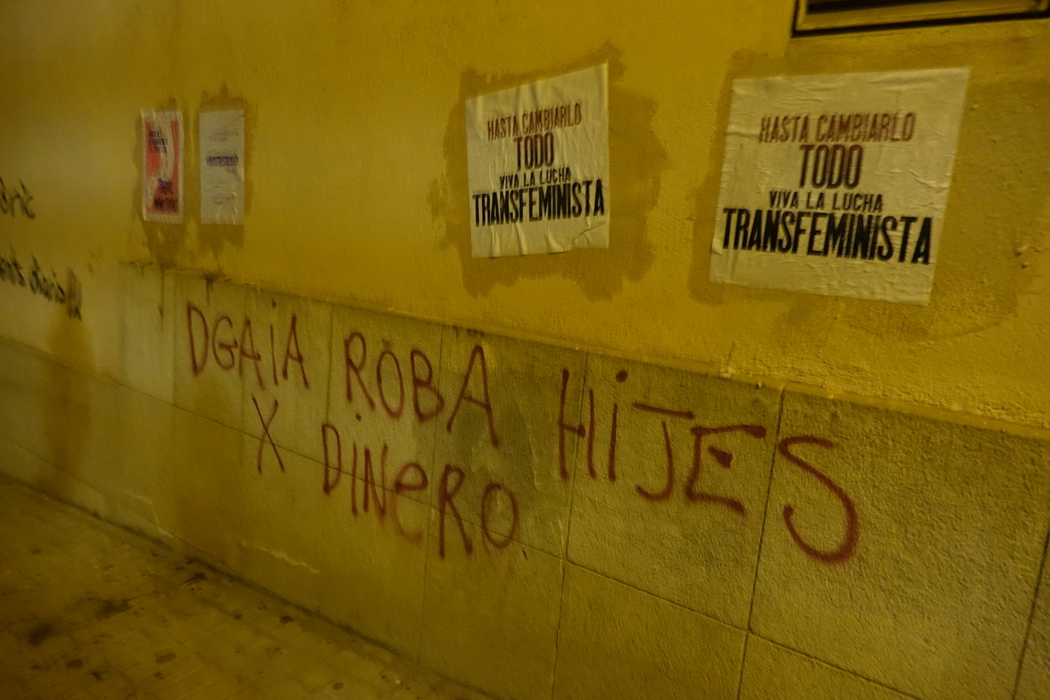 HASTA CAMBIARLO
TODO
VIVA LA LUCHA
TRANSFEMINISTA
HASTA CAMBIARLO
TODO
VIVA LA LUCHA
TRANSFEMINISTA
DGAiA ROBA HiJES
X DiNeRO